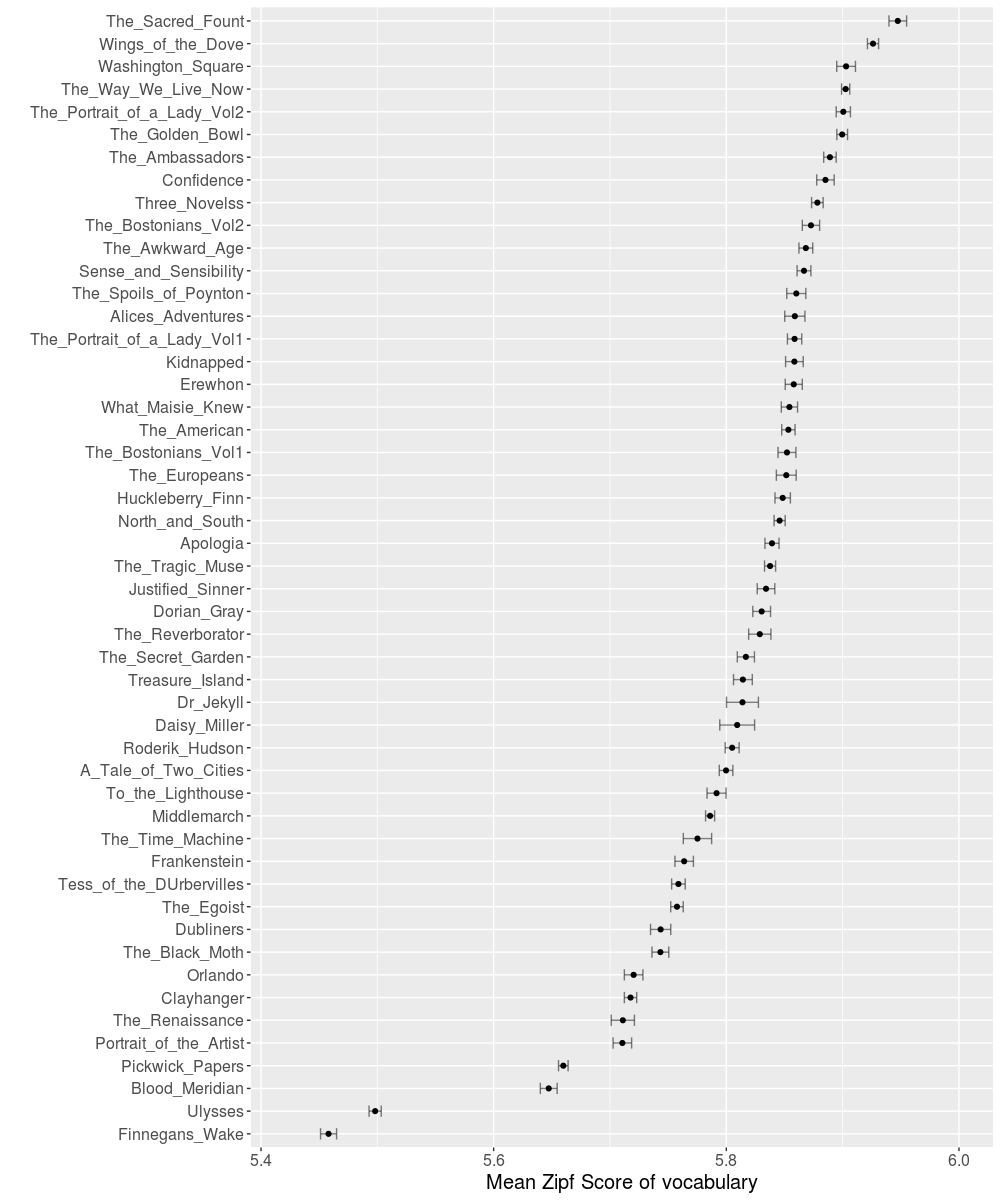 The_Sacred_Fount
Wings_of_the_Dove
Washington_Square
The_Way_We_Live_Now
The_Portrait_of_a_Lady_Vol2
The_Golden_Bowl
The_Ambassadors
Confidence
Three_Novelss
The_Bostonians_Vol2
The_Awkward_Age
Sense_and_Sensibility
The_Spoils_of_Poynton
Alices_Adventures
The_Portrait_of_a_Lady_Vol1
Kidnapped
Erewhon
What_Maisie_Knew
The_American
The_Bostonians_Vol1
The_Europeans
Huckleberry_Finn
North_and_South
Apologia
The_Tragic_Muse
Justified_Sinner
Dorian_Gray
The_Reverborator
The_Secret_Garden
Treasure_Island
Dr_Jekyll
Daisy_Miller
Roderik_Hudson
A_Tale_of_Two_Cities
To_the_Lighthouse
Middlemarch
The_Time_Machine
Frankenstein
Tess_of_the_DUrbervilles
The_Egoist
Dubliners
The_Black_Moth
Orlando
Clayhanger
The_Renaissance
Portrait_of_the_Artist
Pickwick_Papers
Blood_Meridian
Ulysses
Finnegans_Wake
5.4 5.6 5.8 6.0
Mean Zipf Score of vocabulary